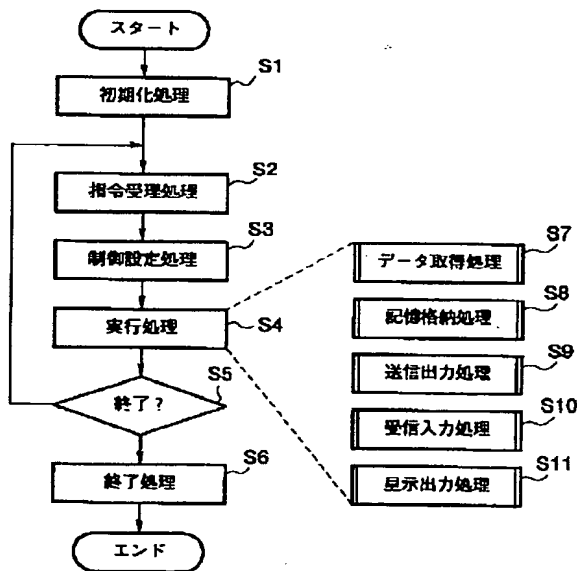 スタート
S1
初期化処理
S2
指令受理処理
S3
制御設定処理
S4
実行処理
S5
終了?
S6
終了処理
エンド
S7
データ取得処理
S8
記憶格納処理
S9
送信出力処理
S10
受信入力処理
S11
呈示出力処理